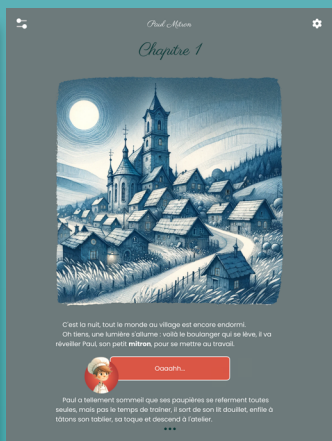 Paul Mitron
Chapitre 1
C'est la nuit, tout le monde au village est encore endormi.
Oh tiens, une lumière s'allume : voilà le boulanger qui se lève, il va
réveiller Paul, son petit mitron, pour se mettre au travail.
Oaaahh...
Paul a tellement sommeil que ses paupières se referment toutes
seules, mais pas le temps de traîner, il sort de son lit douillet, enfile à
tâtons son tablier, sa toque et descend à l'atelier.